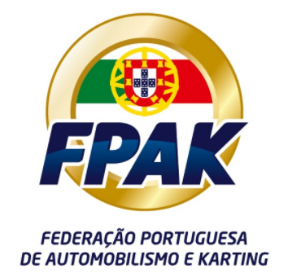 FPAK
FEDERAÇÃO PORTUGUESA
DE AUTOMOBILISMO E KARTING